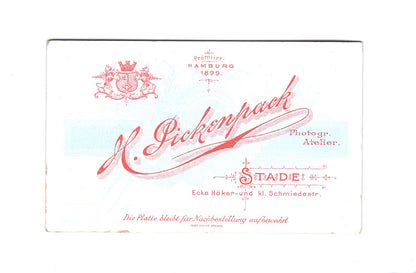 Prämiirt
HAMBURG
1899.
H. Pickenpack
Photogr.
Atelier.
STADE
Ecke Höker- und kl. Schmiedestr.
Die Platte bleibt für Nachbestellung aufbewahrt.